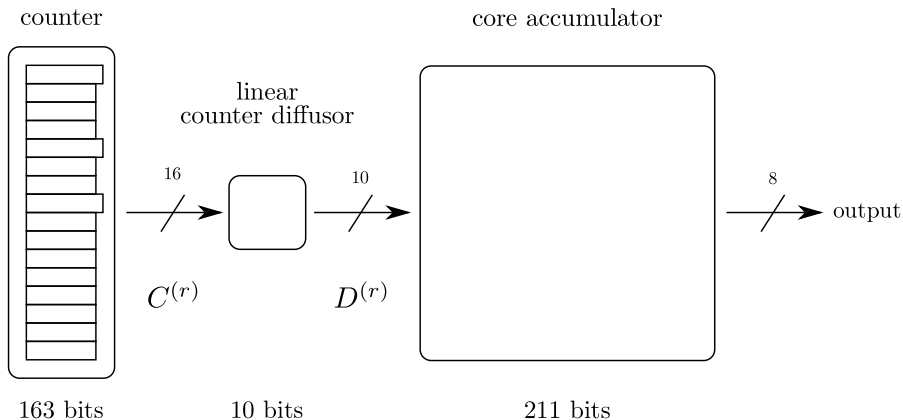 counter
core accumulator
linear
counter diffusor
16
10
8
output
C^{(r)}
D^{(r)}
163 bits
10 bits
211 bits